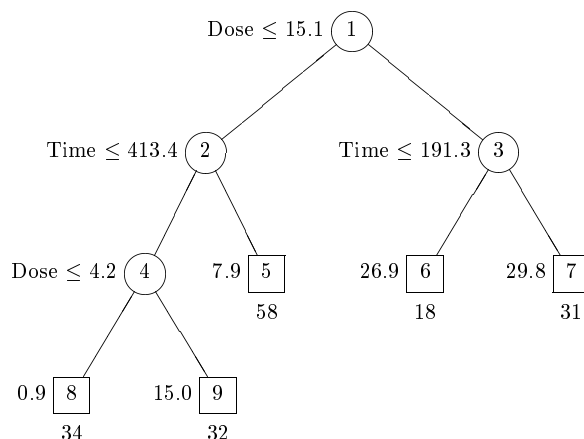 Dose ≤ 15.1 1
Time ≤ 413.4 2 Time ≤ 191.3 3
Dose ≤ 4.2 4 7.9 5 26.9 6 29.8 7
58 18 31
0.9 8 15.0 9
34 32